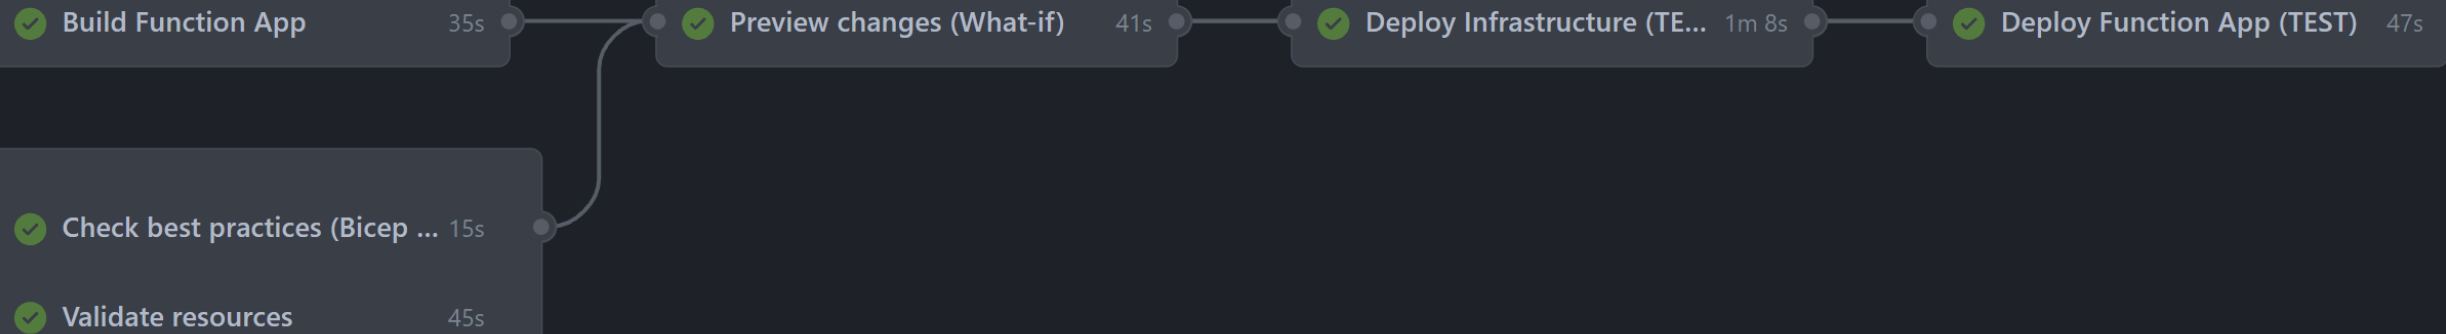 Build Function App 35s
Preview changes (What-if) 41s
Deploy Infrastructure (TE... 1m 8s
Deploy Function App (TEST) 47s
Check best practices (Bicep ... 15s
Validate resources 45s